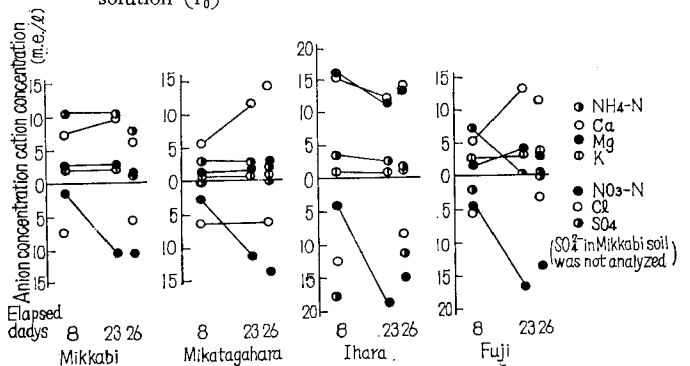 solution (T₀)
Anion concentration cation concentration
(m.e./ℓ)
15
10
5
0
5
10
15
15
10
5
0
5
10
15
20
15
10
5
0
5
10
15
20
15
10
5
0
5
10
15
20
NH4-N
Ca
Mg
K
NO3-N
Cl
SO4
(SO₄²⁻ in Mikkabi soil
was not analyzed)
Elapsed
dadys
8 23 26
8 23 26
8 23 26
8 23 26
Mikkabi
Mikatagahara
Ihara
Fuji